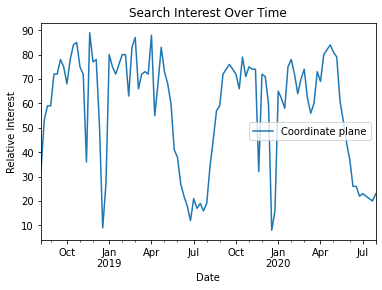 Search Interest Over Time
Relative Interest
90
80
70
60
50
40
30
20
10
Coordinate plane
Oct Jan Apr Jul Oct Jan Apr Jul
2019 2020
Date